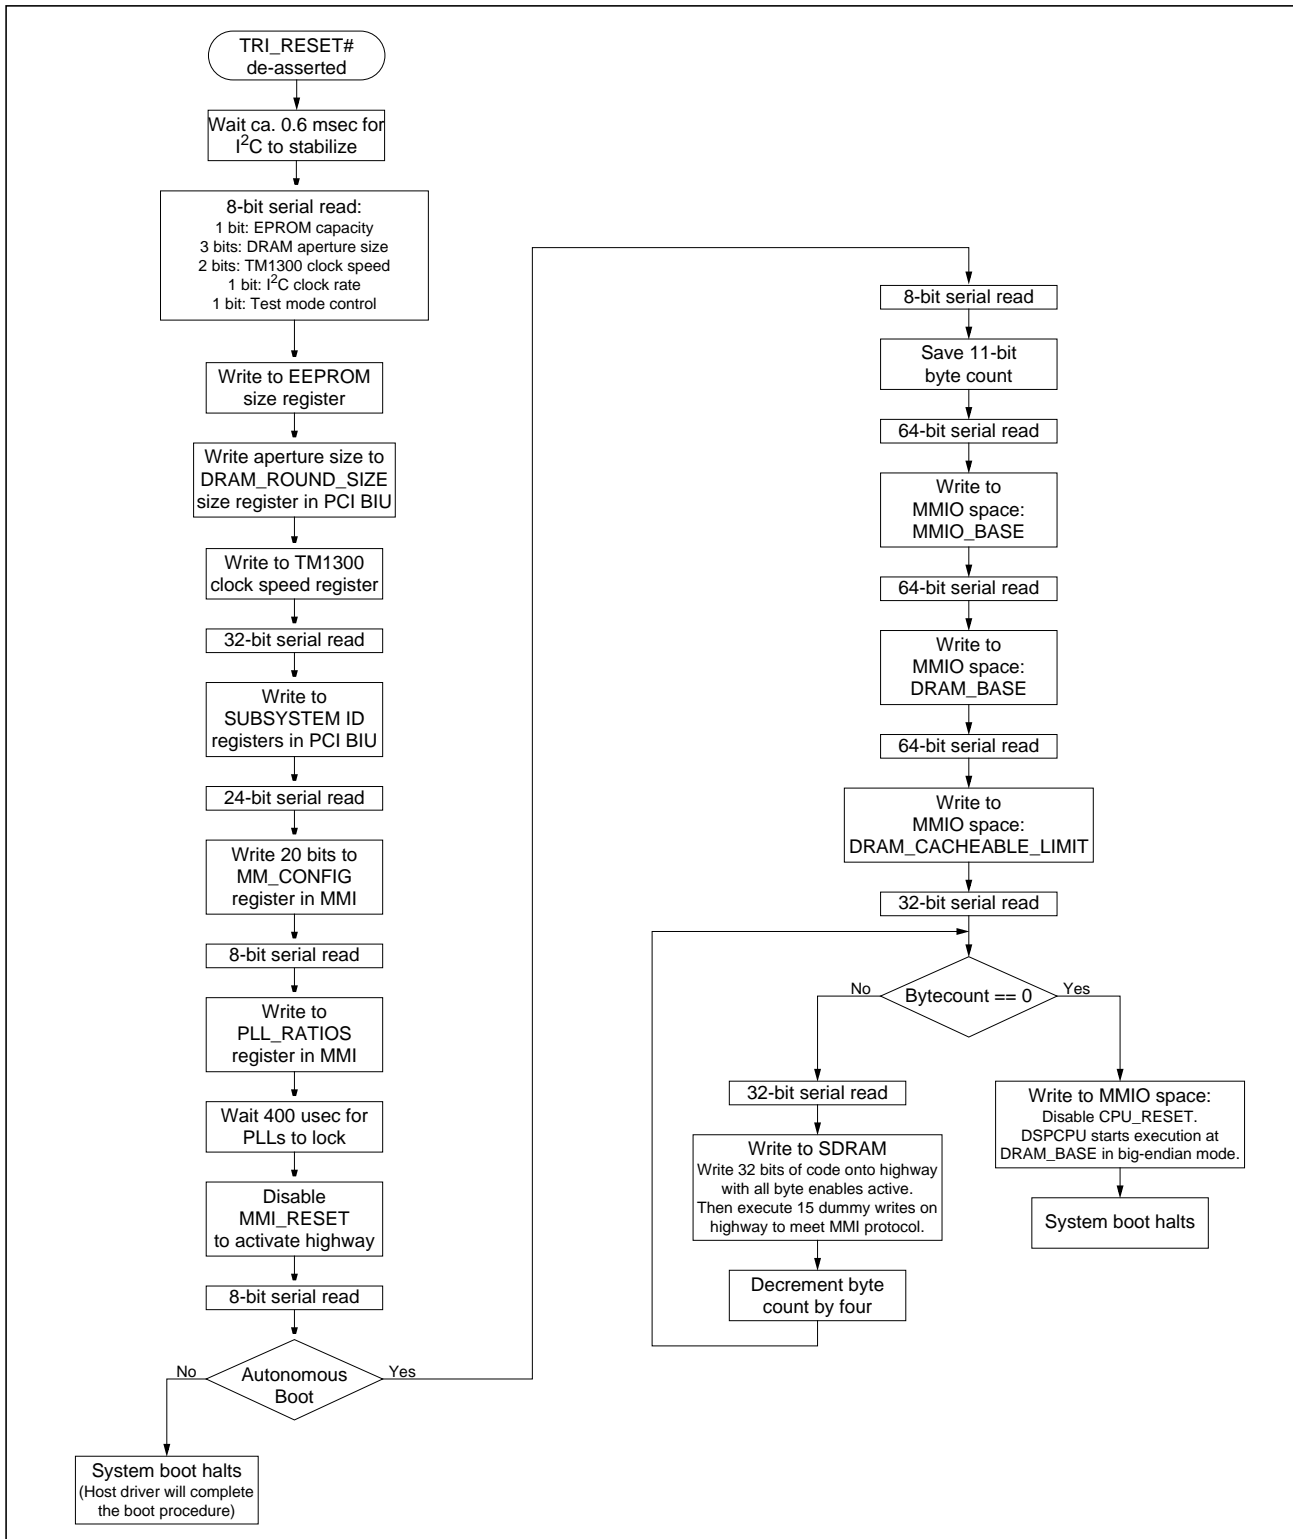 TRI_RESET#
de-asserted
Wait ca. 0.6 msec for
I²C to stabilize
8-bit serial read:
1 bit: EPROM capacity
3 bits: DRAM aperture size
2 bits: TM1300 clock speed
1 bit: I²C clock rate
1 bit: Test mode control
Write to EEPROM
size register
Write aperture size to
DRAM_ROUND_SIZE
size register in PCI BIU
Write to TM1300
clock speed register
32-bit serial read
Write to
SUBSYSTEM ID
registers in PCI BIU
24-bit serial read
Write 20 bits to
MM_CONFIG
register in MMI
8-bit serial read
Write to
PLL_RATIOS
register in MMI
Wait 400 usec for
PLLs to lock
Disable
MMI_RESET
to activate highway
8-bit serial read
No
Autonomous
Boot
Yes
System boot halts
(Host driver will complete
the boot procedure)
8-bit serial read
Save 11-bit
byte count
64-bit serial read
Write to
MMIO space:
MMIO_BASE
64-bit serial read
Write to
MMIO space:
DRAM_BASE
64-bit serial read
Write to
MMIO space:
DRAM_CACHEABLE_LIMIT
32-bit serial read
No
Bytecount == 0
Yes
32-bit serial read
Write to SDRAM
Write 32 bits of code onto highway
with all byte enables active.
Then execute 15 dummy writes on
highway to meet MMI protocol.
Decrement byte
count by four
Write to MMIO space:
Disable CPU_RESET.
DSPCPU starts execution at
DRAM_BASE in big-endian mode.
System boot halts